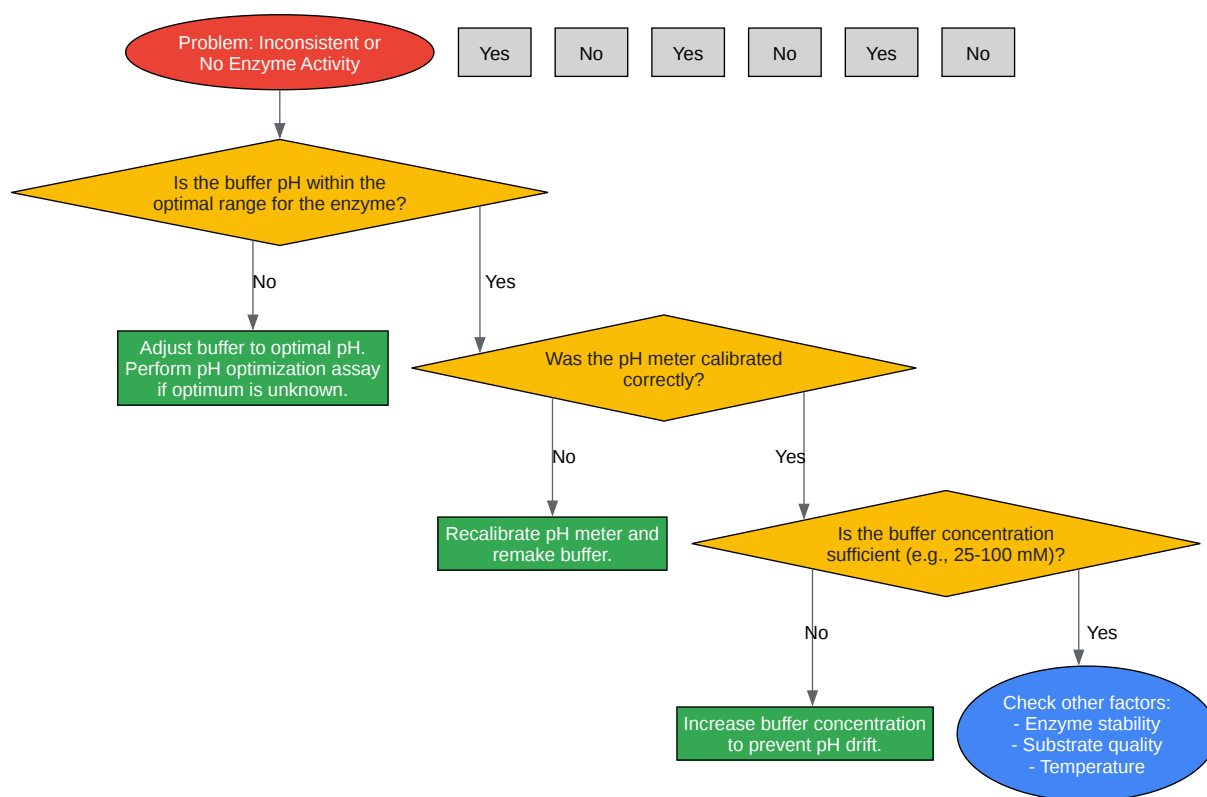 Problem: Inconsistent or
No Enzyme Activity
Yes
No
Yes
No
Yes
No
Is the buffer pH within the
optimal range for the enzyme?
No
Yes
Adjust buffer to optimal pH.
Perform pH optimization assay
if optimum is unknown.
Was the pH meter calibrated
correctly?
No
Yes
Recalibrate pH meter and
remake buffer.
Is the buffer concentration
sufficient (e.g., 25-100 mM)?
No
Yes
Increase buffer concentration
to prevent pH drift.
Check other factors:
- Enzyme stability
- Substrate quality
- Temperature